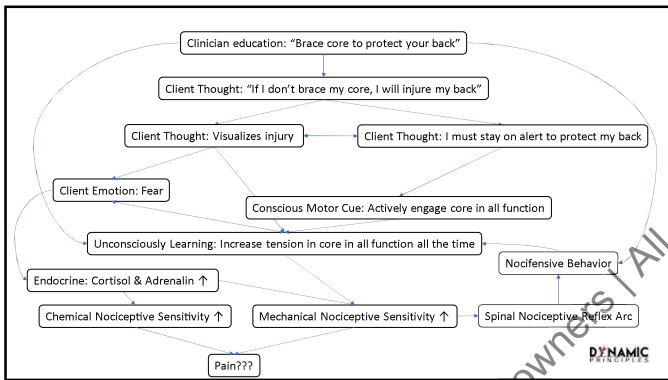 Clinician education: “Brace core to protect your back”
Client Thought: “If I don’t brace my core, I will injure my back”
Client Thought: Visualizes injury
Client Thought: I must stay on alert to protect my back
Client Emotion: Fear
Conscious Motor Cue: Actively engage core in all function
Unconsciously Learning: Increase tension in core in all function all the time
Nocifensive Behavior
Endocrine: Cortisol & Adrenalin ↑
Chemical Nociceptive Sensitivity ↑
Mechanical Nociceptive Sensitivity ↑
Spinal Nociceptive Reflex Arc
Pain???
owners | All
DYNAMIC
PRINCIPLES